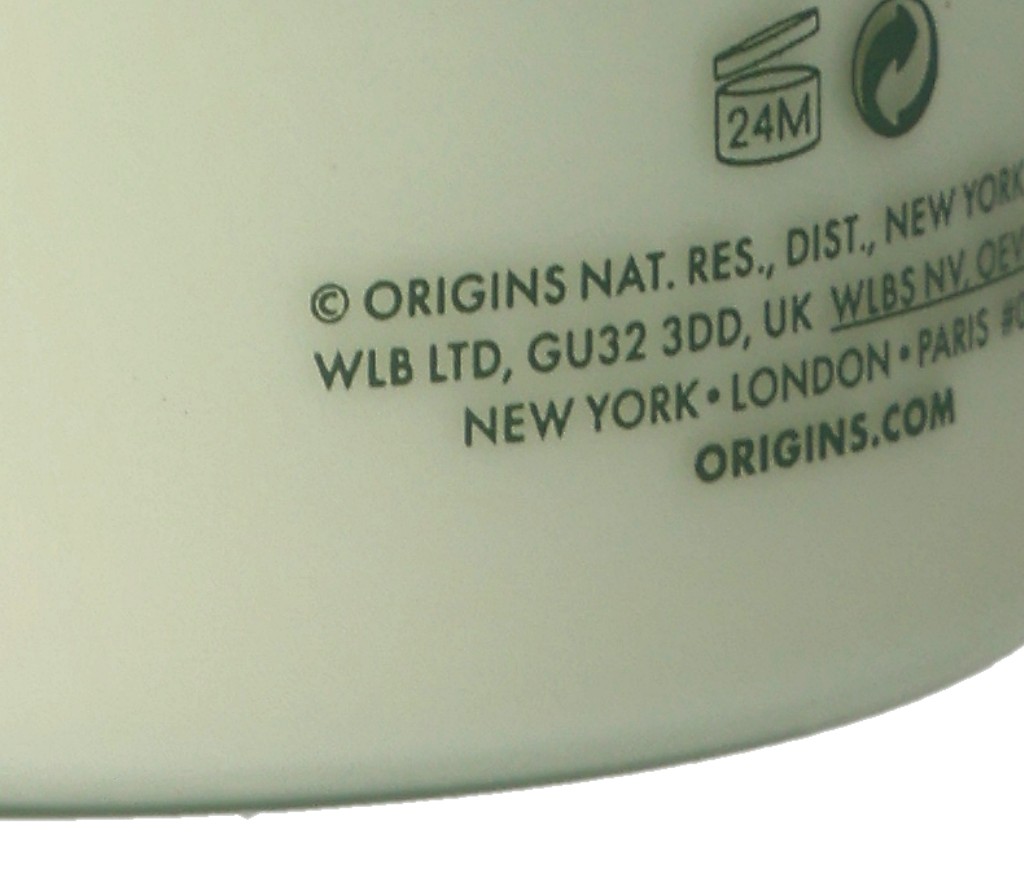 24M
© ORIGINS NAT. RES., DIST., NEW YORK
WLB LTD, GU32 3DD, UK WLBS NV,
NEW YORK • LONDON • PARIS
ORIGINS.COM